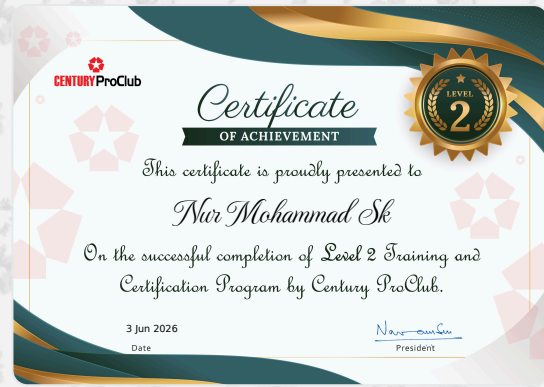 CENTURY ProClub
LEVEL
2
Certificate
OF ACHIEVEMENT
This certificate is proudly presented to
Nur Mohammad Sk
On the successful completion of Level 2 Training and
Certification Program by Century ProClub.
3 Jun 2026
Date
President